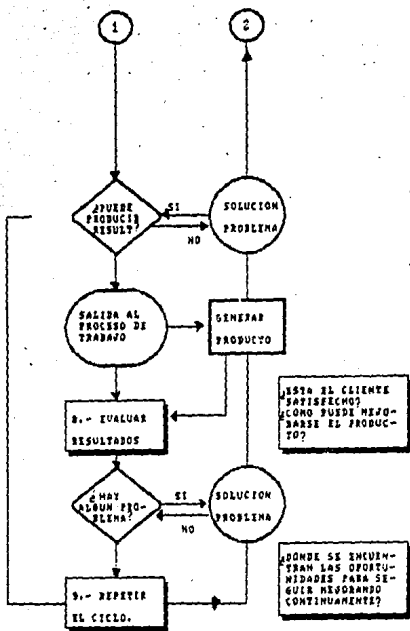 1
2
¿PUEDE
PRODUCIR
RESULT?
SI
NO
SOLUCION
PROBLEMA
SALIDA AL
PROCESO DE
TRABAJO
GENERAR
PRODUCTO
8.- EVALUAR
RESULTADOS
¿ESTA EL CLIENTE
SATISFECHO?
¿COMO PUEDE MEJO-
RARSE EL PRODUC-
TO?
¿HAY
ALGUN PRO-
BLEMA?
SI
NO
SOLUCION
PROBLEMA
9.- REPETIR
EL CICLO.
¿DONDE SE ENCUEN-
TRAN LAS OPORTU-
NIDADES PARA SE-
GUIR MEJORANDO
CONTINUAMENTE?